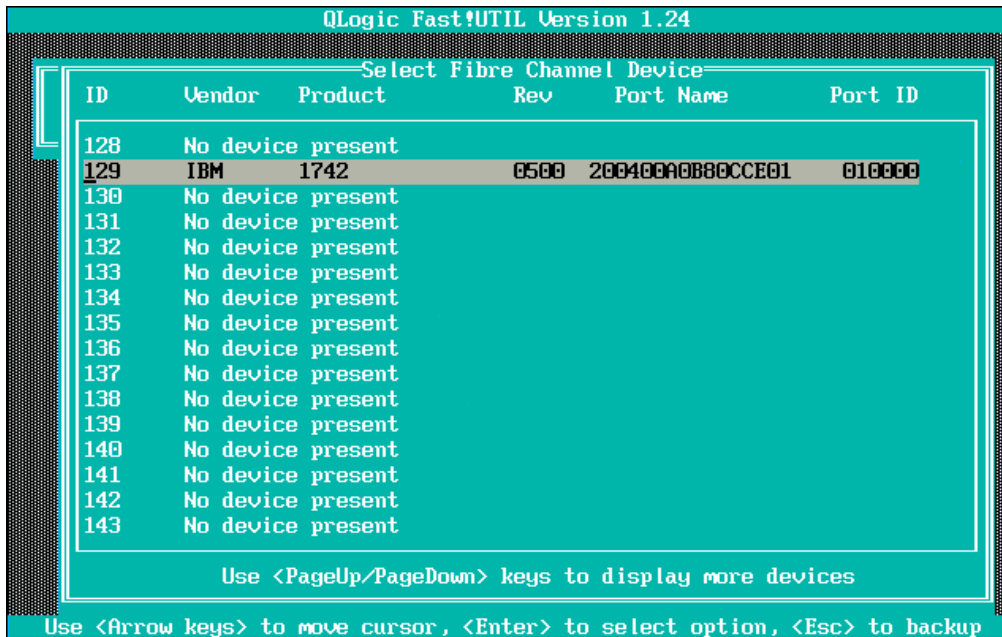 QLogic Fast!UTIL Version 1.24
Select Fibre Channel Device
ID Vendor Product Rev Port Name Port ID
128 No device present
129 IBM 1742 0500 200400A0B80CCE01 010000
130 No device present
131 No device present
132 No device present
133 No device present
134 No device present
135 No device present
136 No device present
137 No device present
138 No device present
139 No device present
140 No device present
141 No device present
142 No device present
143 No device present
Use <PageUp/PageDown> keys to display more devices
Use <Arrow keys> to move cursor, <Enter> to select option, <Esc> to backup